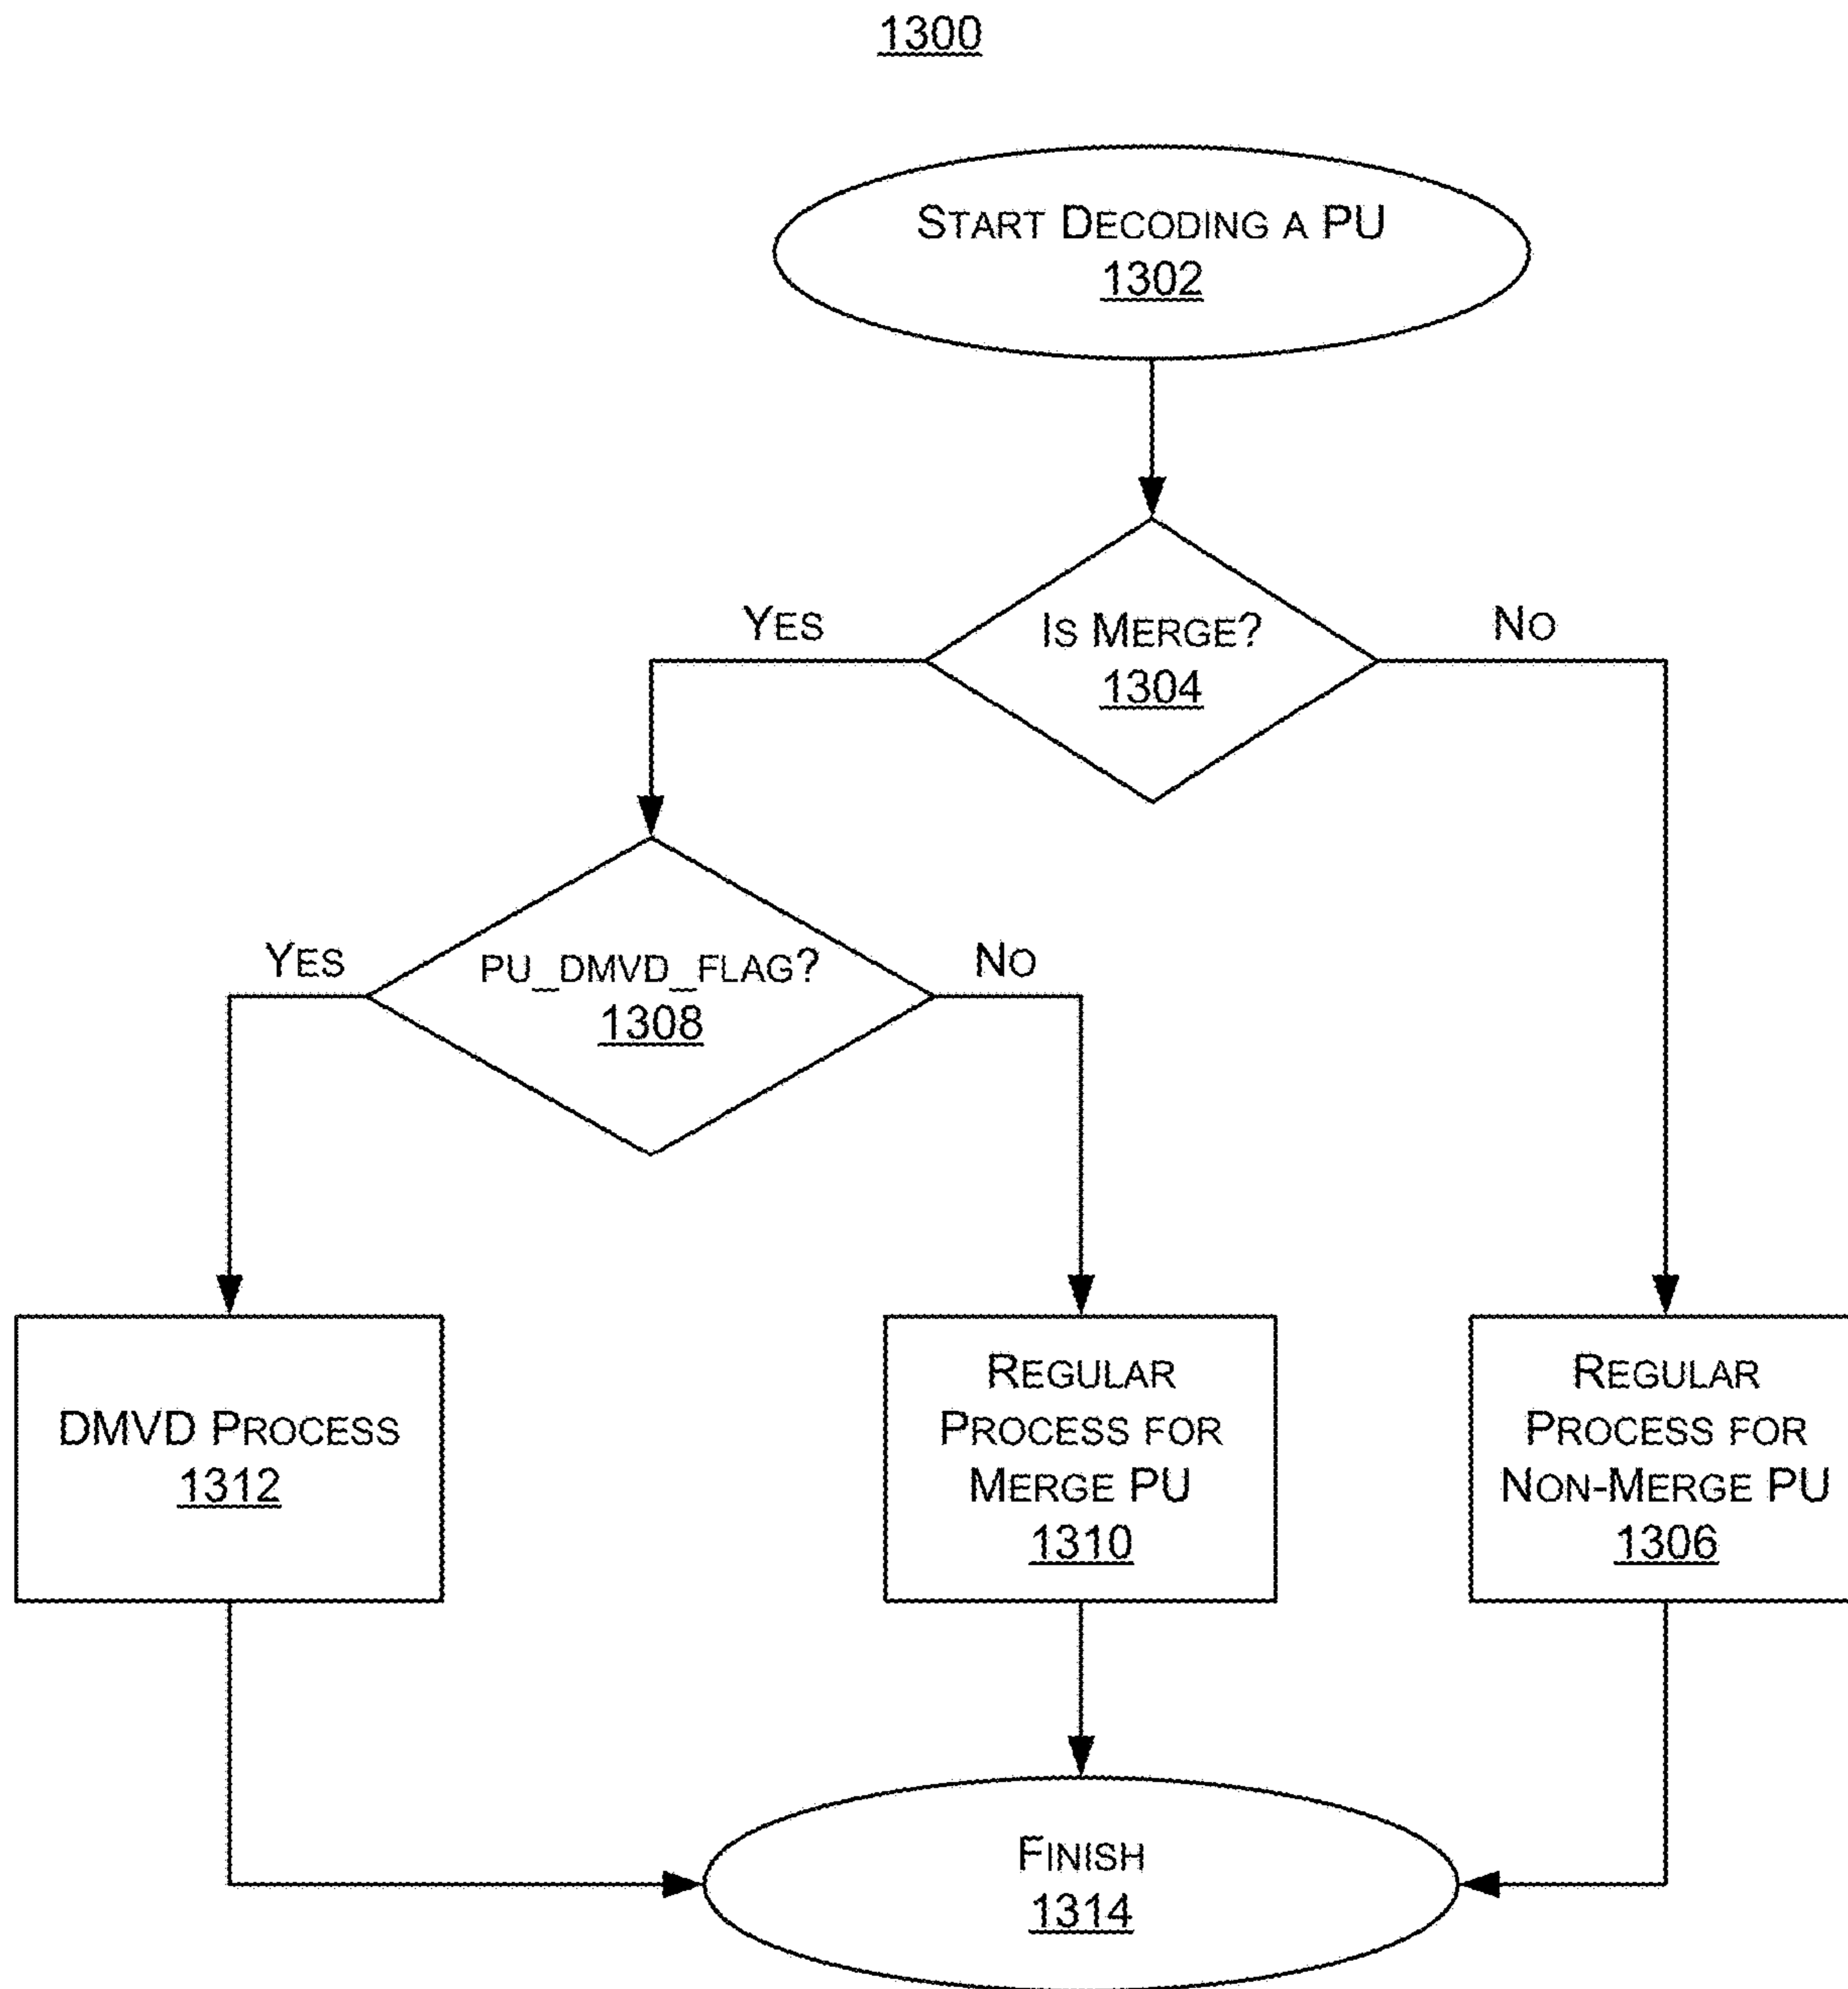 1300
START DECODING A PU
1302
YES
IS MERGE?
1304
NO
YES
PU_DMVD_FLAG?
1308
NO
DMVD PROCESS
1312
REGULAR
PROCESS FOR
MERGE PU
1310
REGULAR
PROCESS FOR
NON-MERGE PU
1306
FINISH
1314